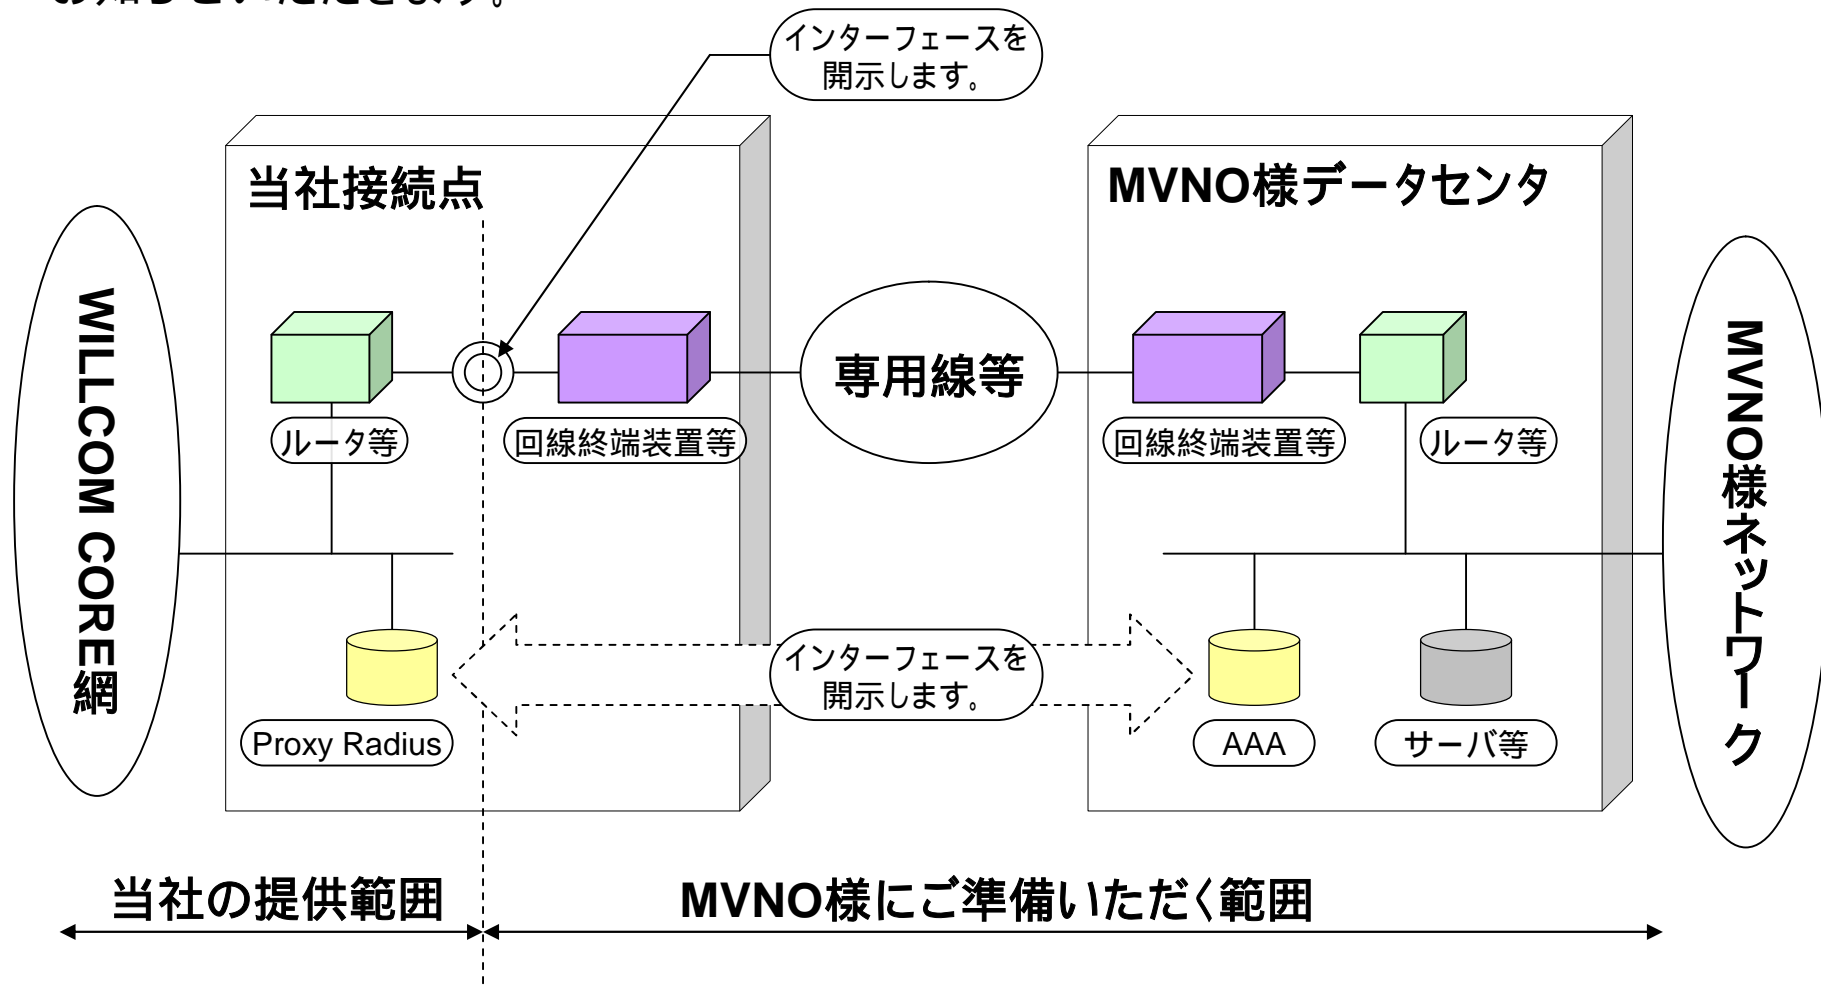 インターフェースを
開示します。
当社接続点
MVNO様データセンタ
WILLCOM CORE網
専用線等
MVNO様ネットワーク
ルータ等
回線終端装置等
回線終端装置等
ルータ等
インターフェースを
開示します。
Proxy Radius
AAA
サーバ等
当社の提供範囲
MVNO様にご準備いただく範囲